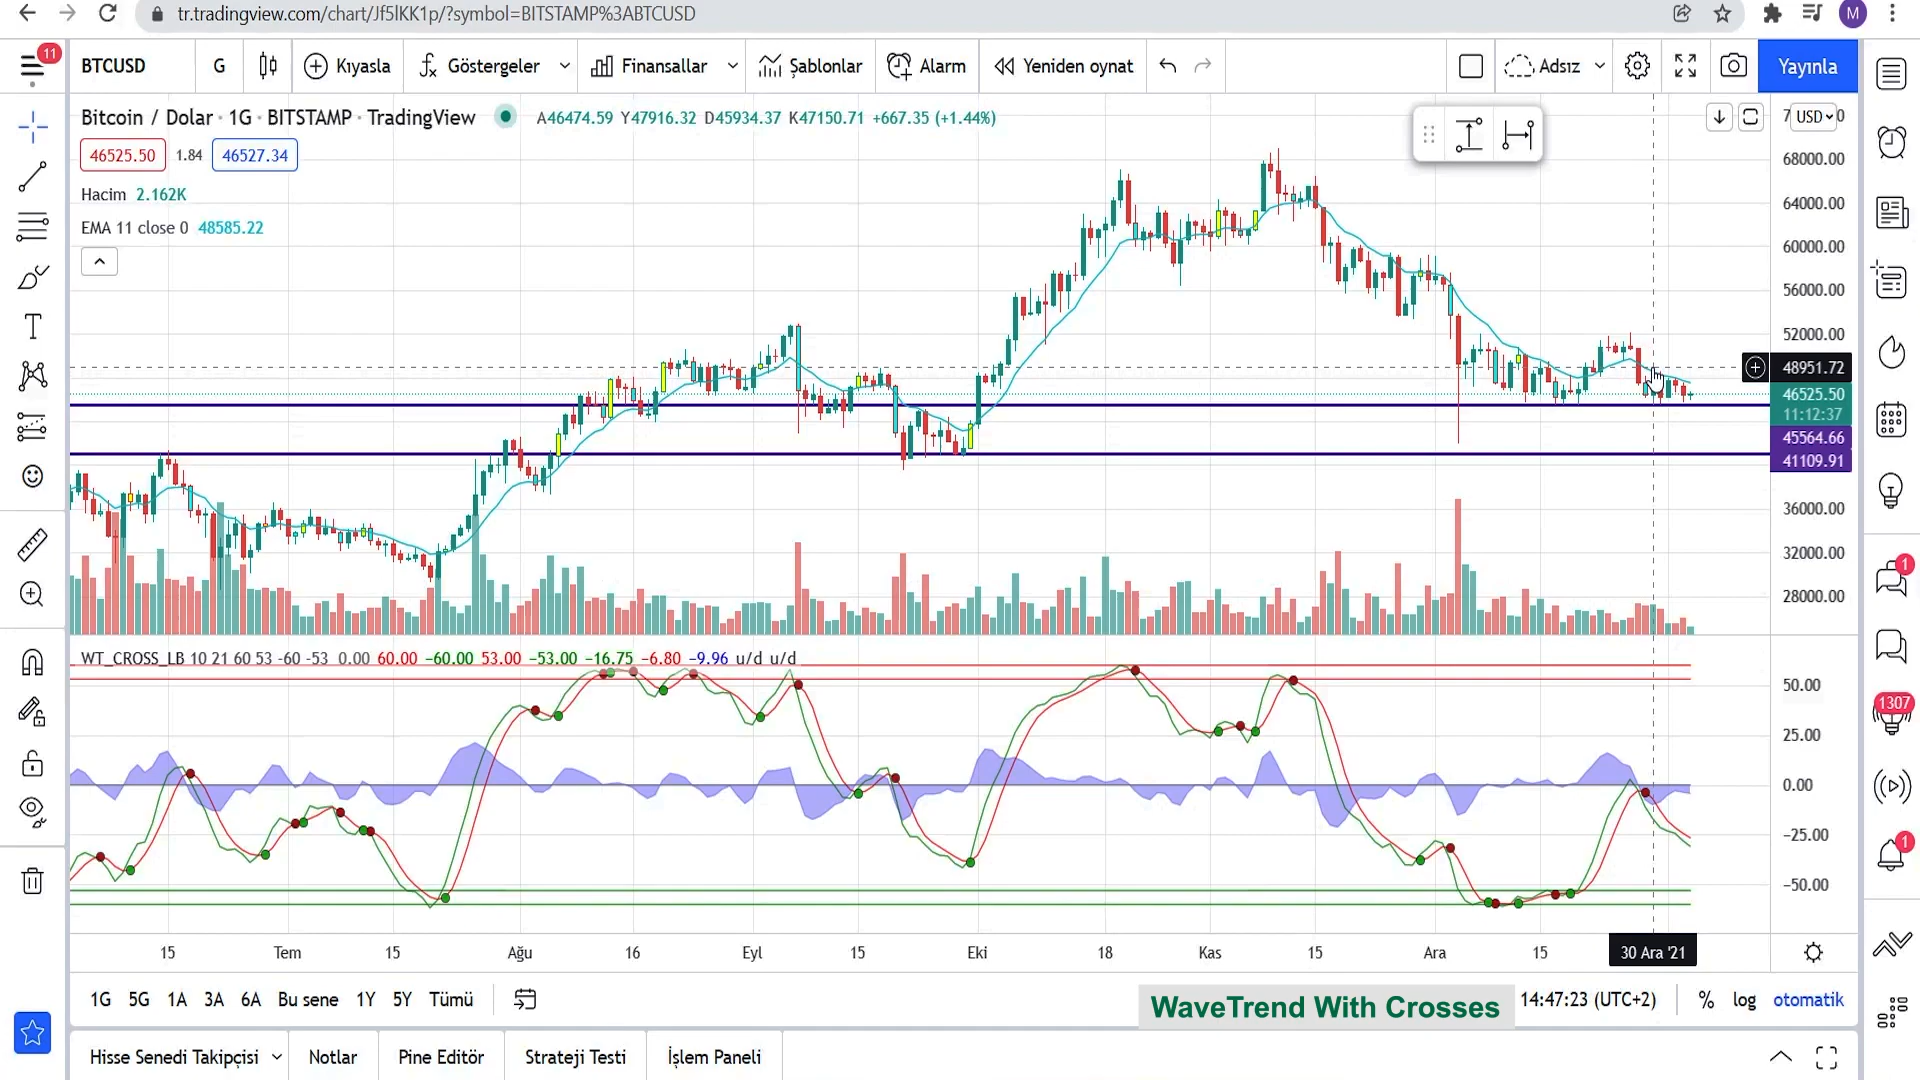 tr.tradingview.com/chart/Jf5lKK1p/?symbol=BITSTAMP%3ABTCUSD
M
11
BTCUSD
G
Kıyasla
Göstergeler
Finansallar
Şablonlar
Alarm
Yeniden oynat
Adsız
Yayınla
Bitcoin / Dolar · 1G · BITSTAMP · TradingView
A46474.59 Y47916.32 D45934.37 K47150.71 +667.35 (+1.44%)
USD
46525.50
1.84
46527.34
Hacim 2.162K
EMA 11 close 0 48585.22
68000.00
64000.00
60000.00
56000.00
52000.00
48951.72
46525.50
11:12:37
45564.66
41109.91
36000.00
32000.00
28000.00
1
1307
1
WT_CROSS_LB 10 21 60 53 -60 -53 0.00 60.00 −60.00 53.00 −53.00 −16.75 −6.80 −9.96 u/d u/d
50.00
25.00
0.00
−25.00
−50.00
15 Tem 15 Ağu 16 Eyl 15 Eki 18 Kas 15 Ara 15 30 Ara '21
1G 5G 1A 3A 6A Bu sene 1Y 5Y Tümü
WaveTrend With Crosses
14:47:23 (UTC+2) % log otomatik
Hisse Senedi Takipçisi Notlar Pine Editör Strateji Testi İşlem Paneli